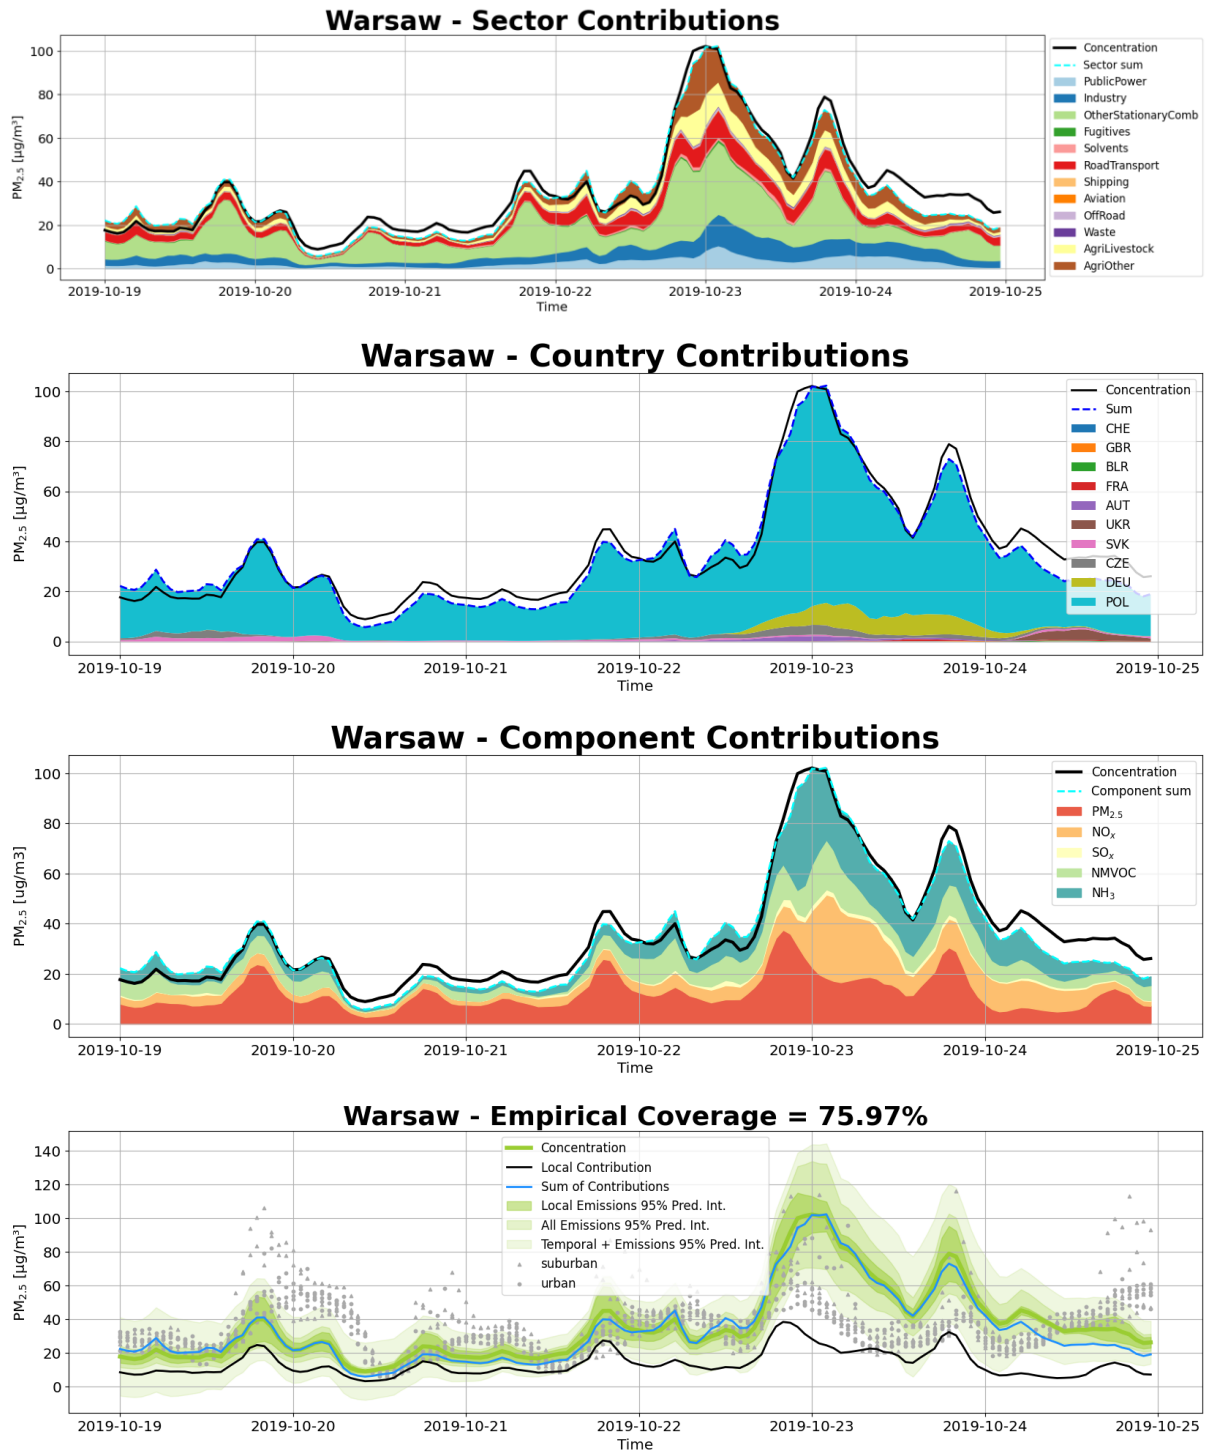 Warsaw - Sector Contributions
PM2.5 [µg/m³]
100
80
60
40
20
0
2019-10-19 2019-10-20 2019-10-21 2019-10-22 2019-10-23 2019-10-24 2019-10-25
Time
Concentration
Sector sum
PublicPower
Industry
OtherStationaryComb
Fugitives
Solvents
RoadTransport
Shipping
Aviation
OffRoad
Waste
AgriLivestock
AgriOther
Warsaw - Country Contributions
PM2.5 [µg/m³]
100
80
60
40
20
0
2019-10-19 2019-10-20 2019-10-21 2019-10-22 2019-10-23 2019-10-24 2019-10-25
Time
Concentration
Sum
CHE
GBR
BLR
FRA
AUT
UKR
SVK
CZE
DEU
POL
Warsaw - Component Contributions
PM2.5 [ug/m3]
100
80
60
40
20
0
2019-10-19 2019-10-20 2019-10-21 2019-10-22 2019-10-23 2019-10-24 2019-10-25
Time
Concentration
Component sum
PM2.5
NOx
SOx
NMVOC
NH3
Warsaw - Empirical Coverage = 75.97%
PM2.5 [µg/m³]
140
120
100
80
60
40
20
0
2019-10-19 2019-10-20 2019-10-21 2019-10-22 2019-10-23 2019-10-24 2019-10-25
Time
Concentration
Local Contribution
Sum of Contributions
Local Emissions 95% Pred. Int.
All Emissions 95% Pred. Int.
Temporal + Emissions 95% Pred. Int.
suburban
urban